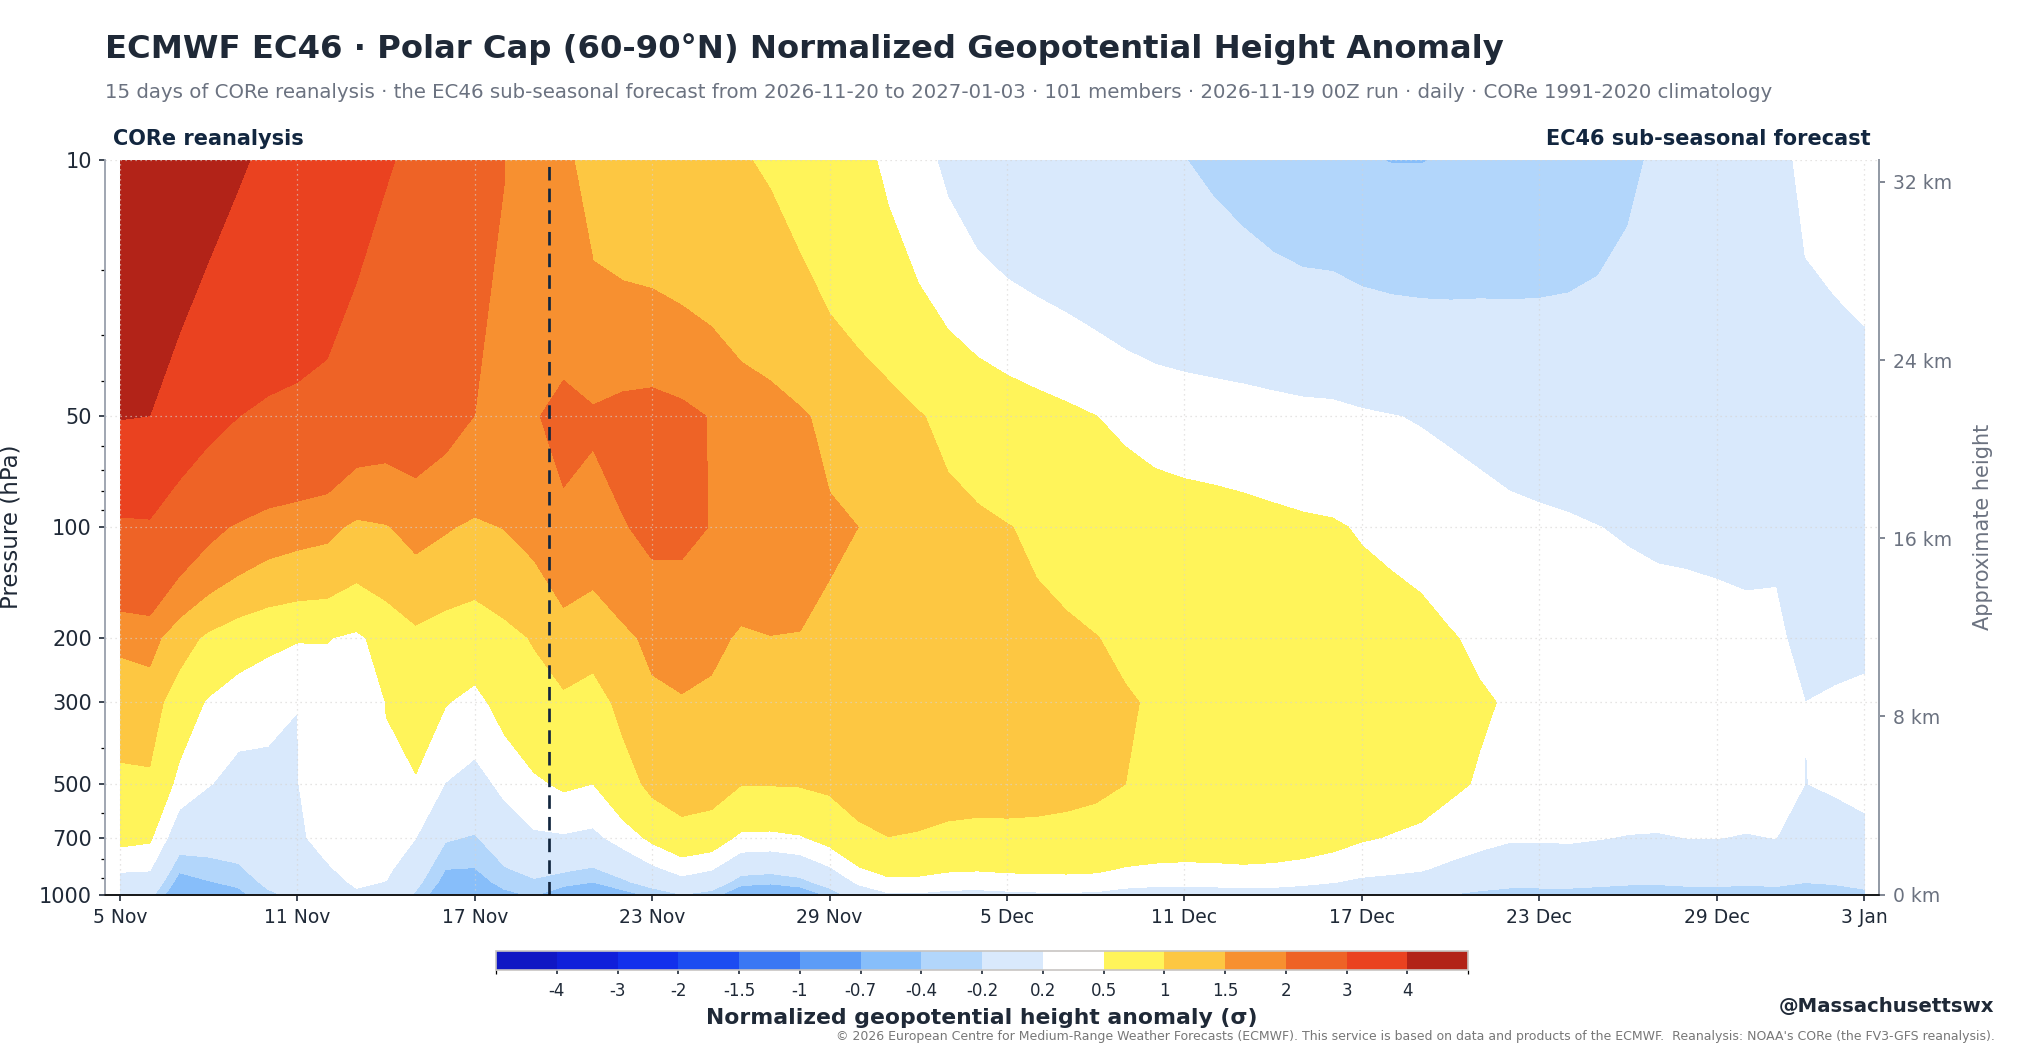 ECMWF EC46 · Polar Cap (60-90°N) Normalized Geopotential Height Anomaly
15 days of CORe reanalysis · the EC46 sub-seasonal forecast from 2026-11-20 to 2027-01-03 · 101 members · 2026-11-19 00Z run · daily · CORe 1991-2020 climatology
CORe reanalysis
EC46 sub-seasonal forecast
10
50
100
200
300
500
700
1000
Pressure (hPa)
32 km
24 km
16 km
8 km
0 km
Approximate height
5 Nov 11 Nov 17 Nov 23 Nov 29 Nov 5 Dec 11 Dec 17 Dec 23 Dec 29 Dec 3 Jan
-4 -3 -2 -1.5 -1 -0.7 -0.4 -0.2 0.2 0.5 1 1.5 2 3 4
Normalized geopotential height anomaly (σ)
@Massachusettswx
© 2026 European Centre for Medium-Range Weather Forecasts (ECMWF). This service is based on data and products of the ECMWF. Reanalysis: NOAA's CORe (the FV3-GFS reanalysis).